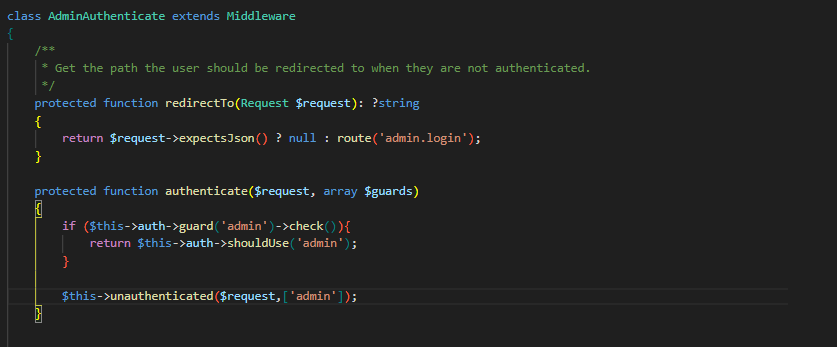 class AdminAuthenticate extends Middleware
{
    /**
     * Get the path the user should be redirected to when they are not authenticated.
     */
    protected function redirectTo(Request $request): ?string
    {
        return $request->expectsJson() ? null : route('admin.login');
    }

    protected function authenticate($request, array $guards)
    {
        if ($this->auth->guard('admin')->check()){
            return $this->auth->shouldUse('admin');
        }

        $this->unauthenticated($request,['admin']);
    }